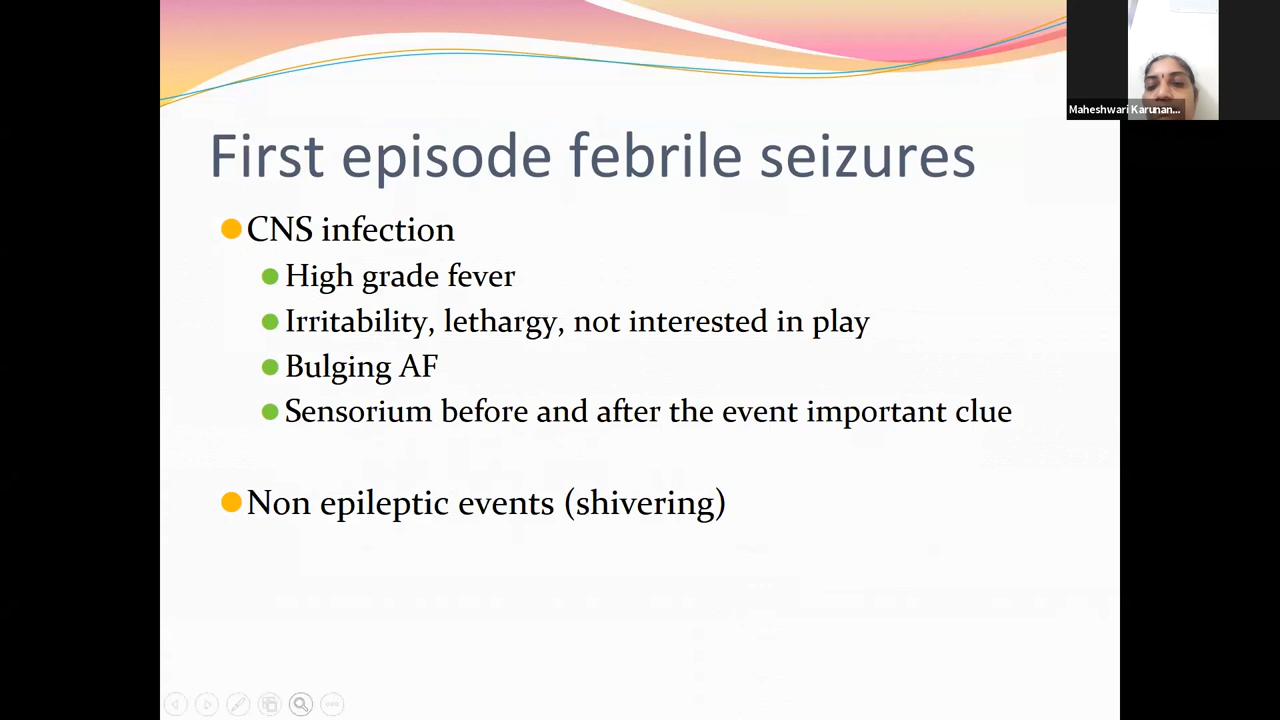 Maheshwari Karunan...
First episode febrile seizures
CNS infection
High grade fever
Irritability, lethargy, not interested in play
Bulging AF
Sensorium before and after the event important clue
Non epileptic events (shivering)